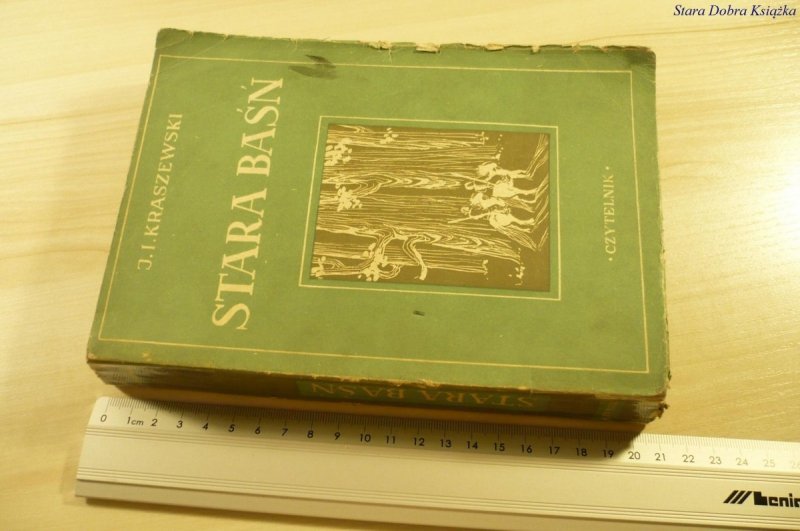 Stara Dobra Książka
J. I. KRASZEWSKI
STARA BAŚŃ
• CZYTELNIK •
STARA BAŚŃ
0 1cm 2 3 4 5 6 7 8 9 10 11 12 13 14 15 16 17 18 19 20 21 22 23 24 25